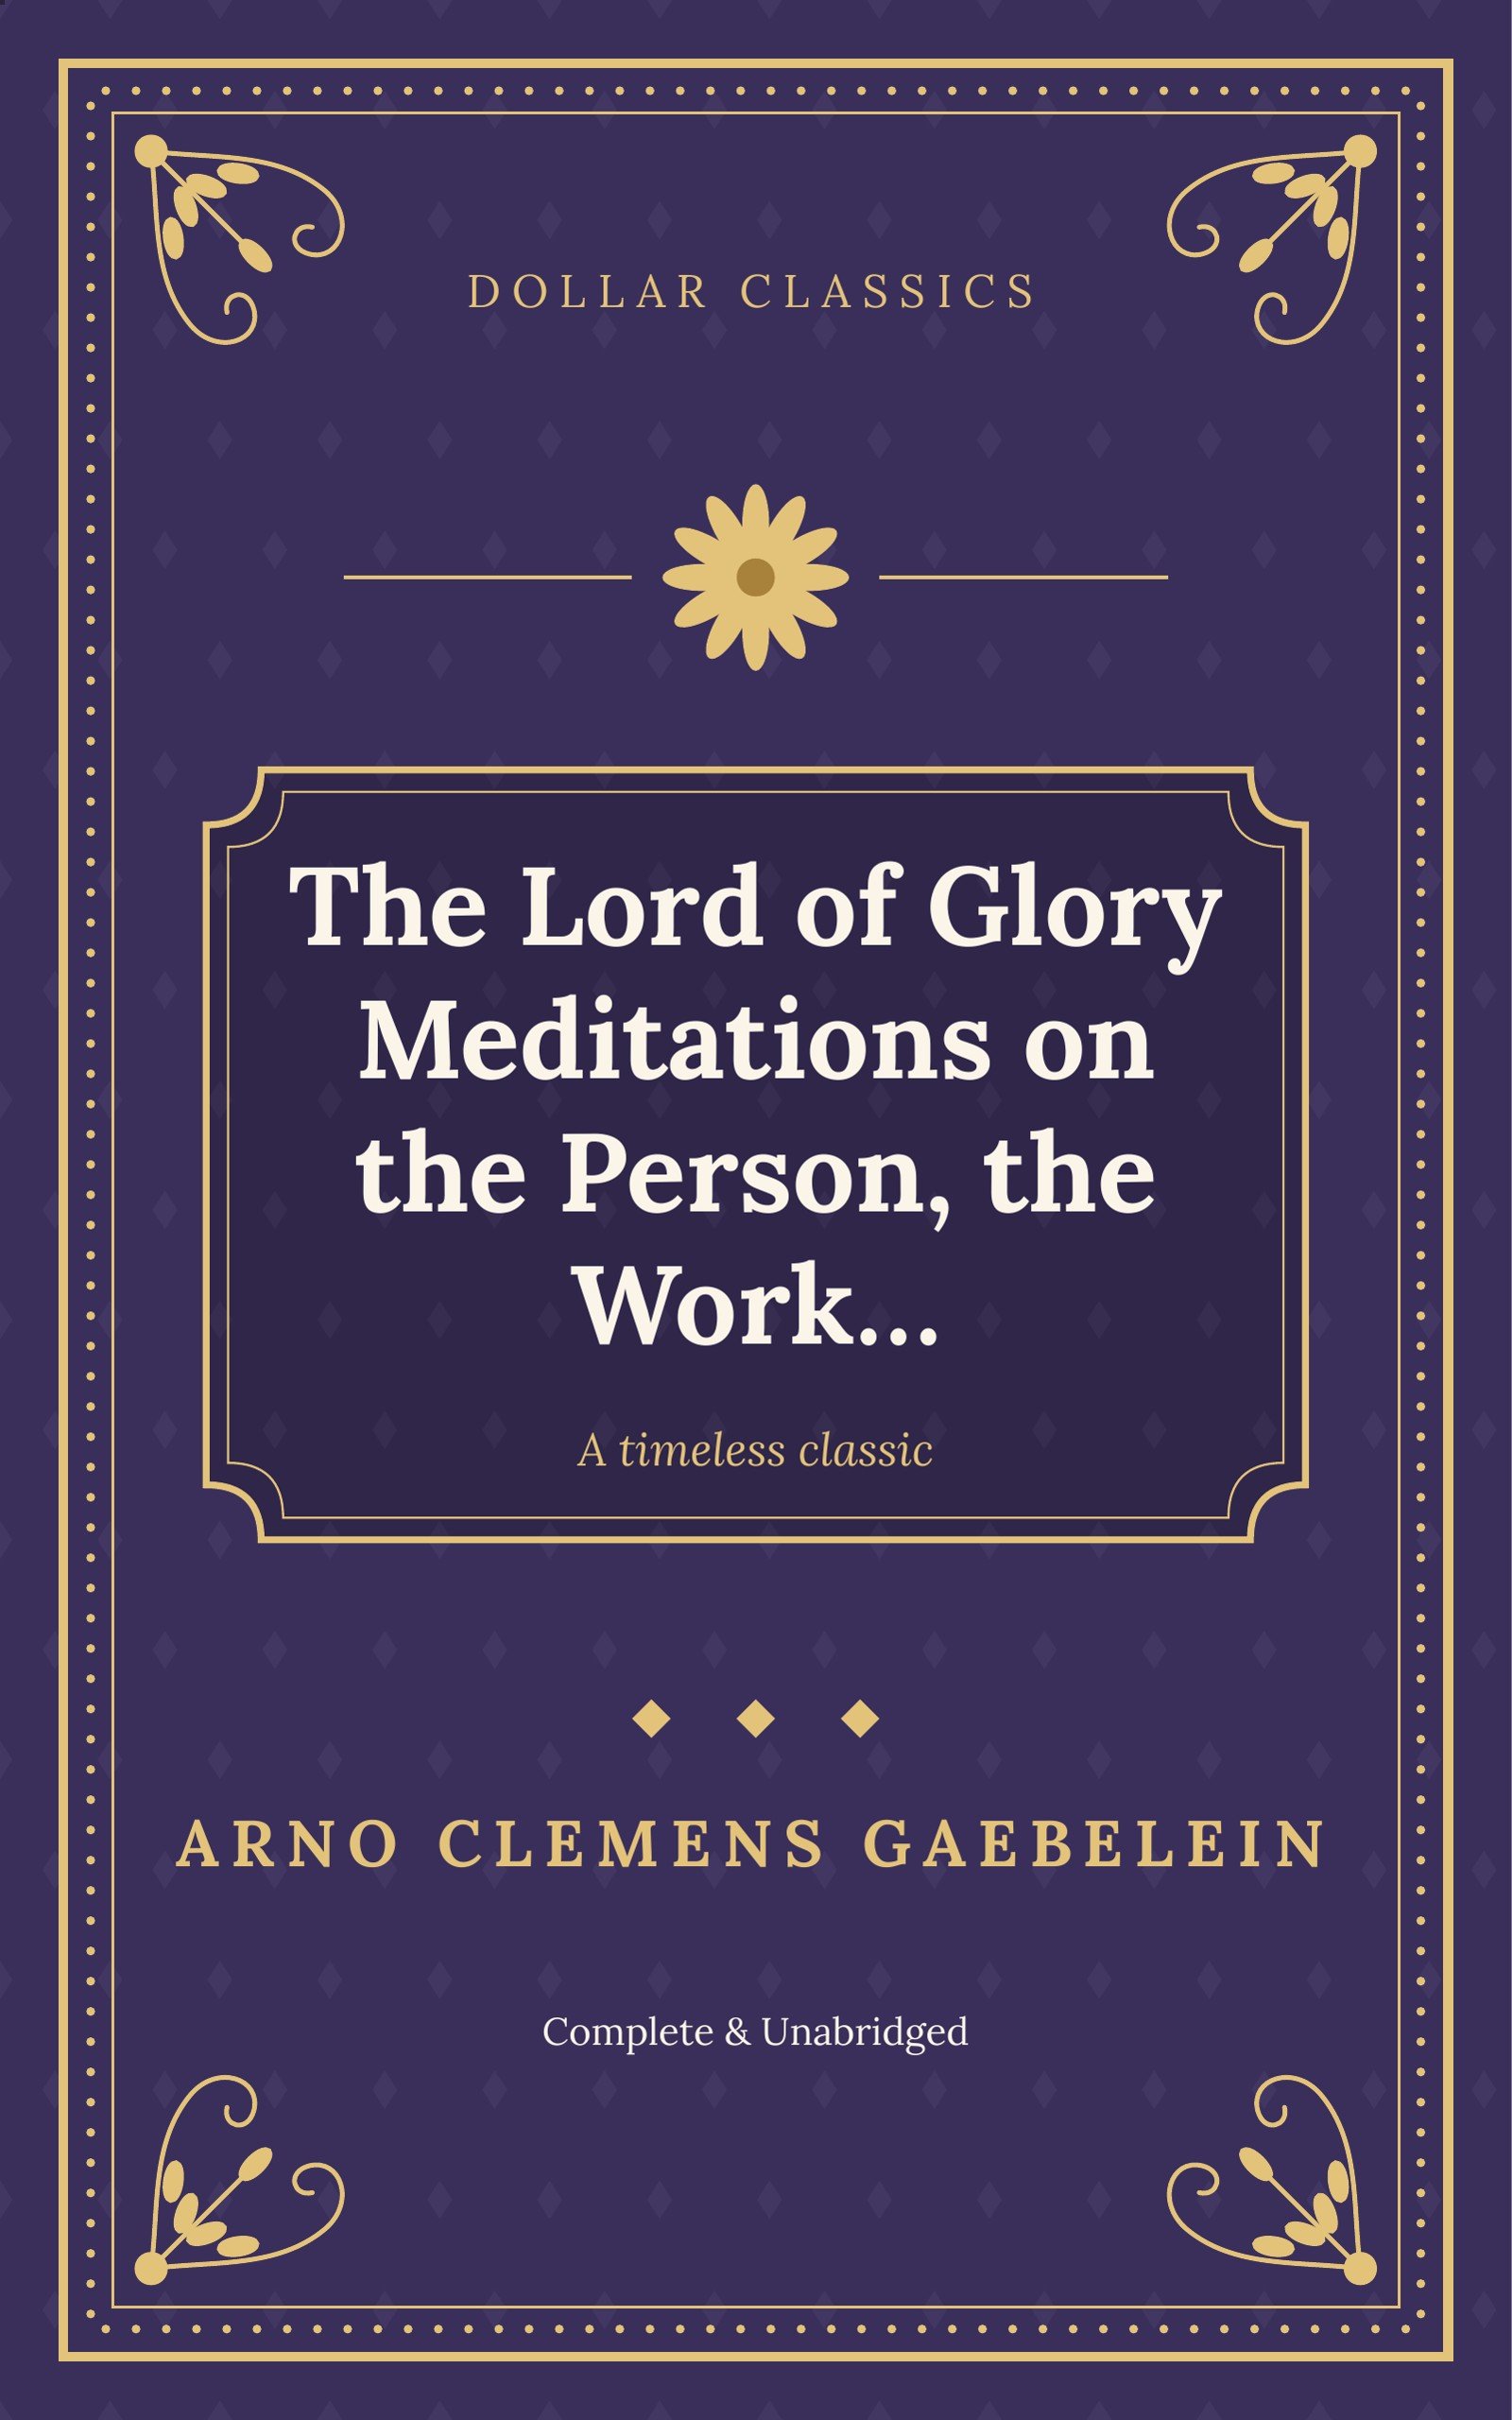 DOLLAR CLASSICS
The Lord of Glory
Meditations on
the Person, the
Work...
A timeless classic
ARNO CLEMENS GAEBELEIN
Complete & Unabridged